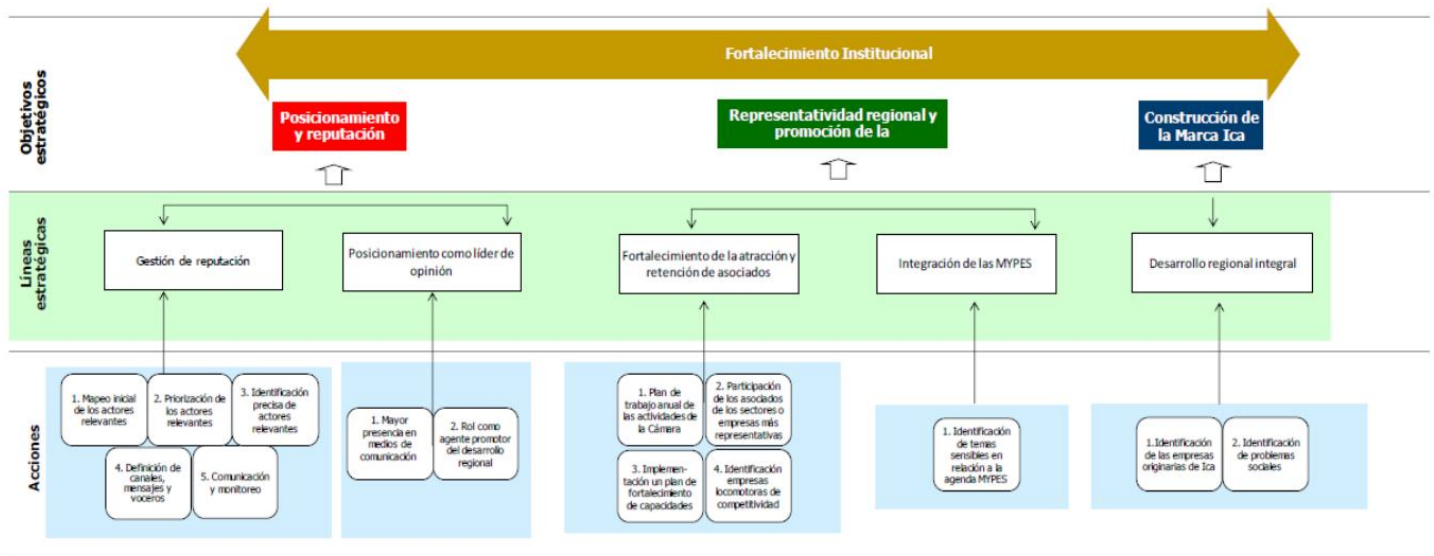 Objetivos
estratégicos
Fortalecimiento Institucional
Posicionamiento
y reputación
Representatividad regional y
promoción de la
Construcción de
la Marca Ica
Líneas
estratégicas
Gestión de reputación
Posicionamiento como líder de
opinión
Fortalecimiento de la atracción y
retención de asociados
Integración de las MYPES
Desarrollo regional integral
Acciones
1. Mapeo inicial
de los actores
relevantes
2. Priorización de
los actores
relevantes
3. Identificación
precisa de
actores
relevantes
4. Definición de
canales,
mensajes y
voceros
5. Comunicación
y monitoreo
1. Mayor
presencia en
medios de
comunicación
2. Rol como
agente promotor
del desarrollo
regional
1. Plan de
trabajo anual de
las actividades de
la Cámara
2. Participación
de los asociados
de los sectores o
empresas más
representativas
3. Implemen-
tación un plan de
fortalecimiento
de capacidades
4. Identificación
empresas
locomotoras de
competitividad
1. Identificación
de temas
sensibles en
relación a la
agenda MYPES
1.Identificación
de las empresas
originarias de Ica
2. Identificación
de problemas
sociales